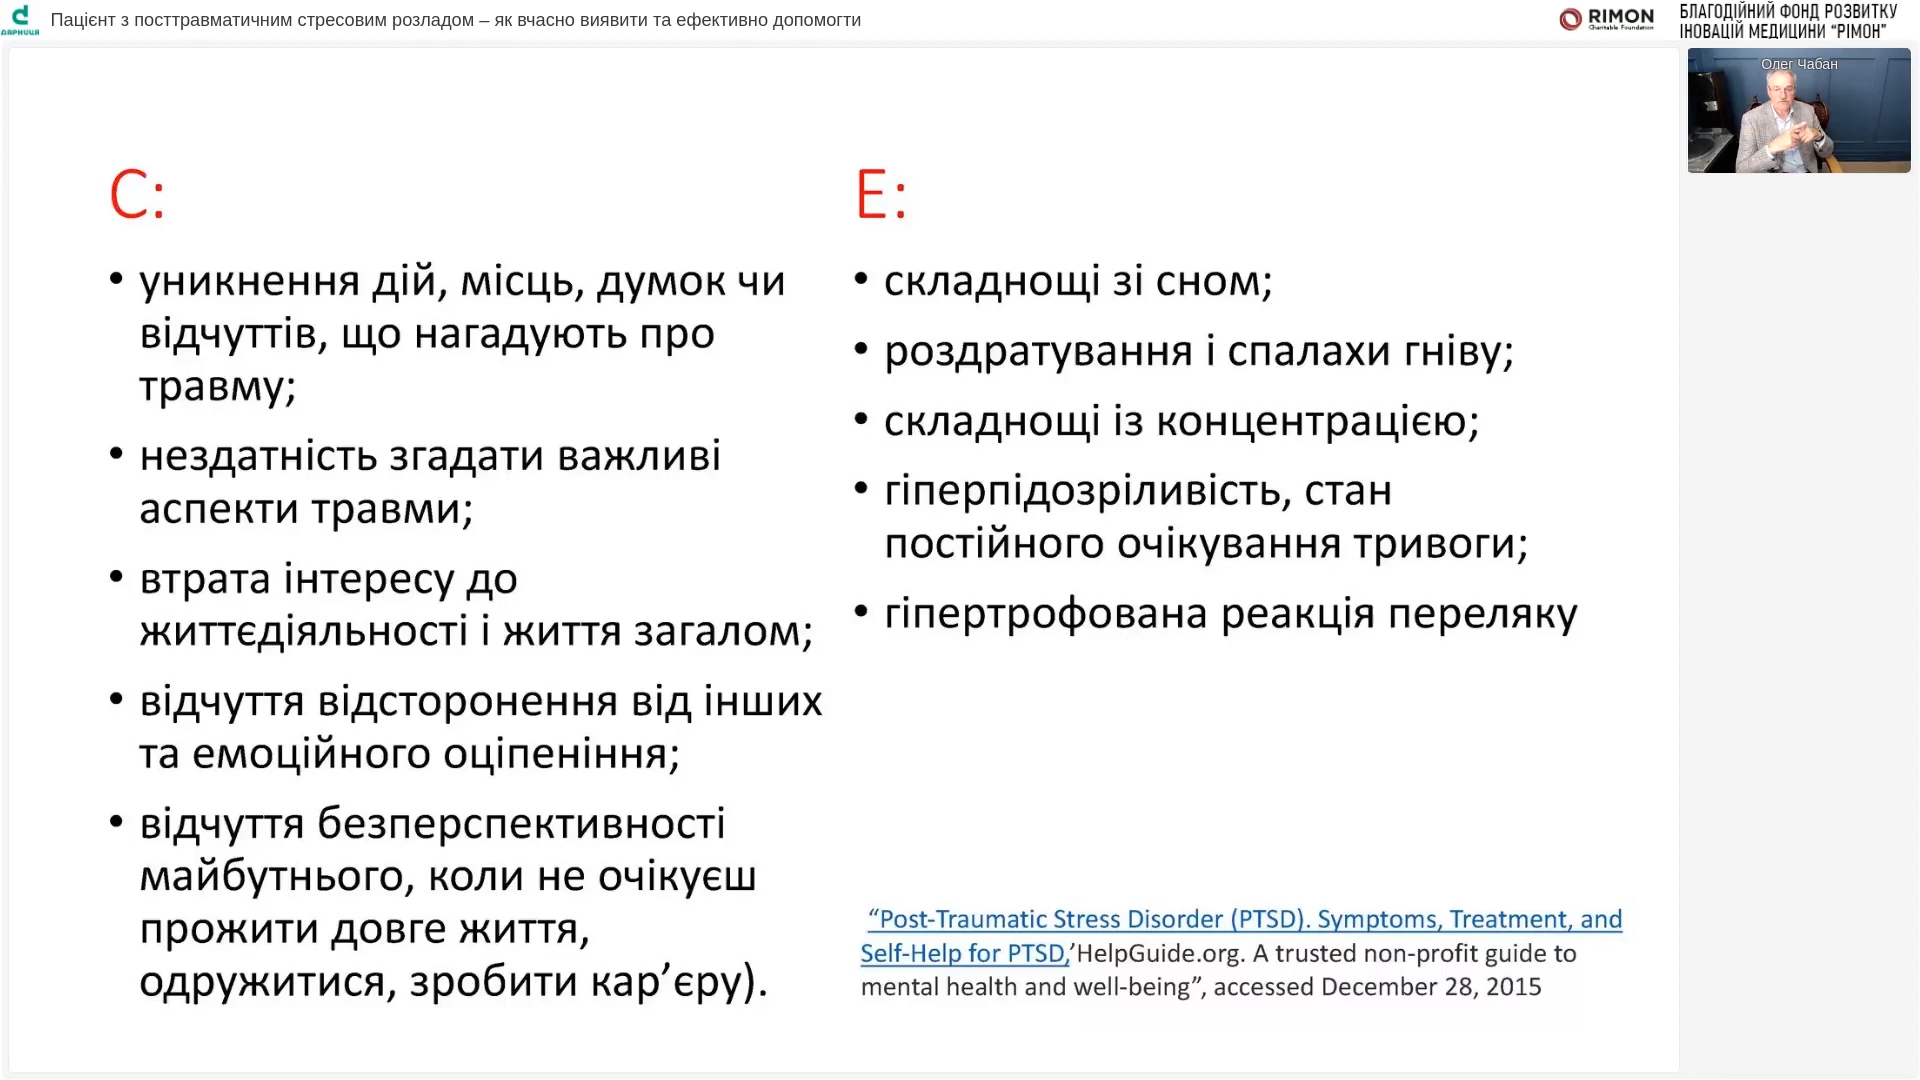 дарниця
Пацієнт з посттравматичним стресовим розладом – як вчасно виявити та ефективно допомогти
RIMON
Charitable Foundation
БЛАГОДІЙНИЙ ФОНД РОЗВИТКУ
ІНОВАЦІЙ МЕДИЦИНИ “РІМОН”
Олег Чабан
C:
• уникнення дій, місць, думок чи
відчуттів, що нагадують про
травму;
• нездатність згадати важливі
аспекти травми;
• втрата інтересу до
життєдіяльності і життя загалом;
• відчуття відсторонення від інших
та емоційного оціпеніння;
• відчуття безперспективності
майбутнього, коли не очікуєш
прожити довге життя,
одружитися, зробити кар’єру).
E:
• складнощі зі сном;
• роздратування і спалахи гніву;
• складнощі із концентрацією;
• гіперпідозріливість, стан
постійного очікування тривоги;
• гіпертрофована реакція переляку
“Post-Traumatic Stress Disorder (PTSD). Symptoms, Treatment, and
Self-Help for PTSD,’HelpGuide.org. A trusted non-profit guide to
mental health and well-being”, accessed December 28, 2015